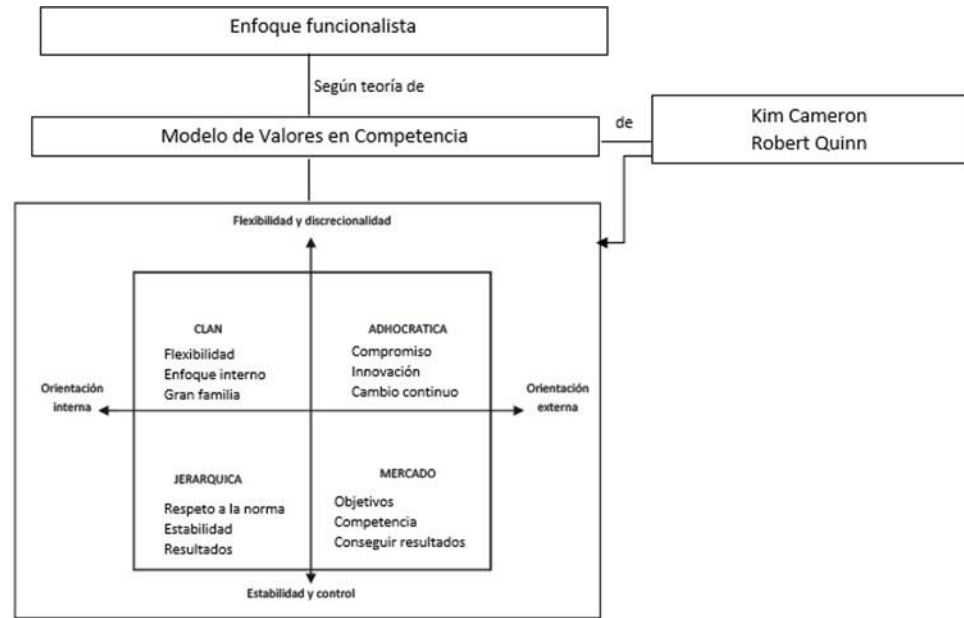 Enfoque funcionalista
Según teoría de
Modelo de Valores en Competencia
de
Kim Cameron
Robert Quinn
Flexibilidad y discrecionalidad
CLAN
Flexibilidad
Enfoque interno
Gran familia
ADHOCRATICA
Compromiso
Innovación
Cambio continuo
Orientación
interna
Orientación
externa
JERARQUICA
Respeto a la norma
Estabilidad
Resultados
MERCADO
Objetivos
Competencia
Conseguir resultados
Estabilidad y control